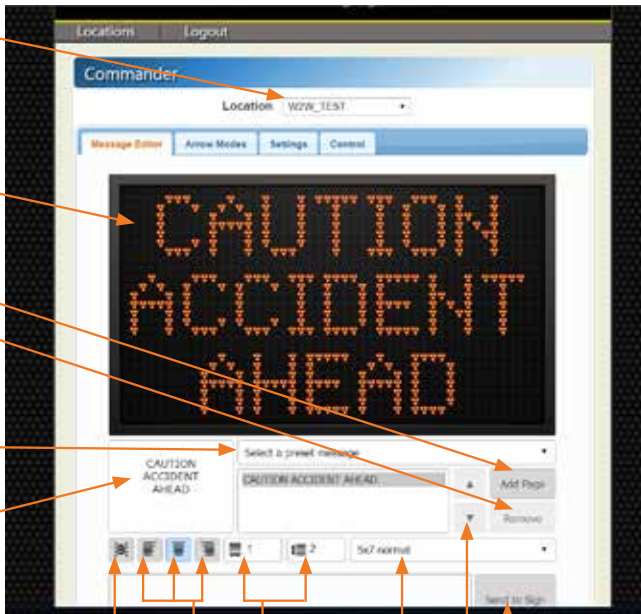 Locations Logout
Commander
Location W2W_TEST
Message Editor Arrow Modes Settings Control
CAUTION
ACCIDENT
AHEAD
Select a preset message
CAUTION
ACCIDENT
AHEAD
CAUTION ACCIDENT AHEAD
Add Page
Remove
1 2 5x7 normal
Send to Sign